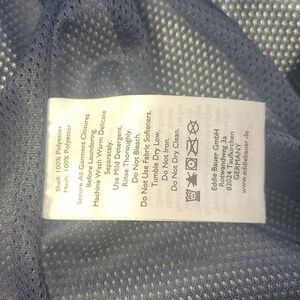 Shell: 100% Polyester
Mesh: 100% Polyester
Secure All Garment Closures
Before Laundering.
Machine Wash Warm Delicate
Separately.
Use Mild Detergent.
Rinse Thoroughly.
Do Not Bleach.
Do Not Use Fabric Softeners.
Tumble Dry Low.
Do Not Iron.
Do Not Dry Clean.
Eddie Bauer GmbH
Rotwandweg 3a
82024 Taufkirchen
GERMANY
www.eddiebauer.de